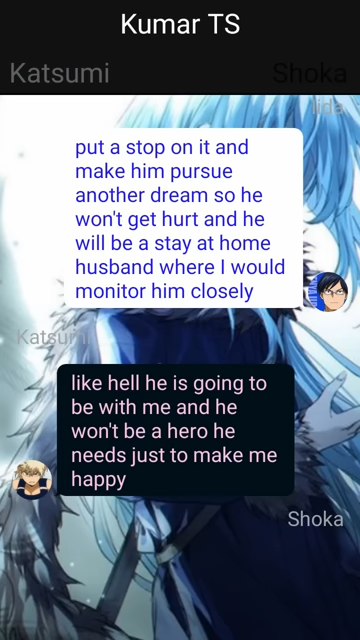 Kumar TS
Katsumi
Shoka
Iida
put a stop on it and
make him pursue
another dream so he
won't get hurt and he
will be a stay at home
husband where I would
monitor him closely
Katsumi
like hell he is going to
be with me and he
won't be a hero he
needs just to make me
happy
Shoka